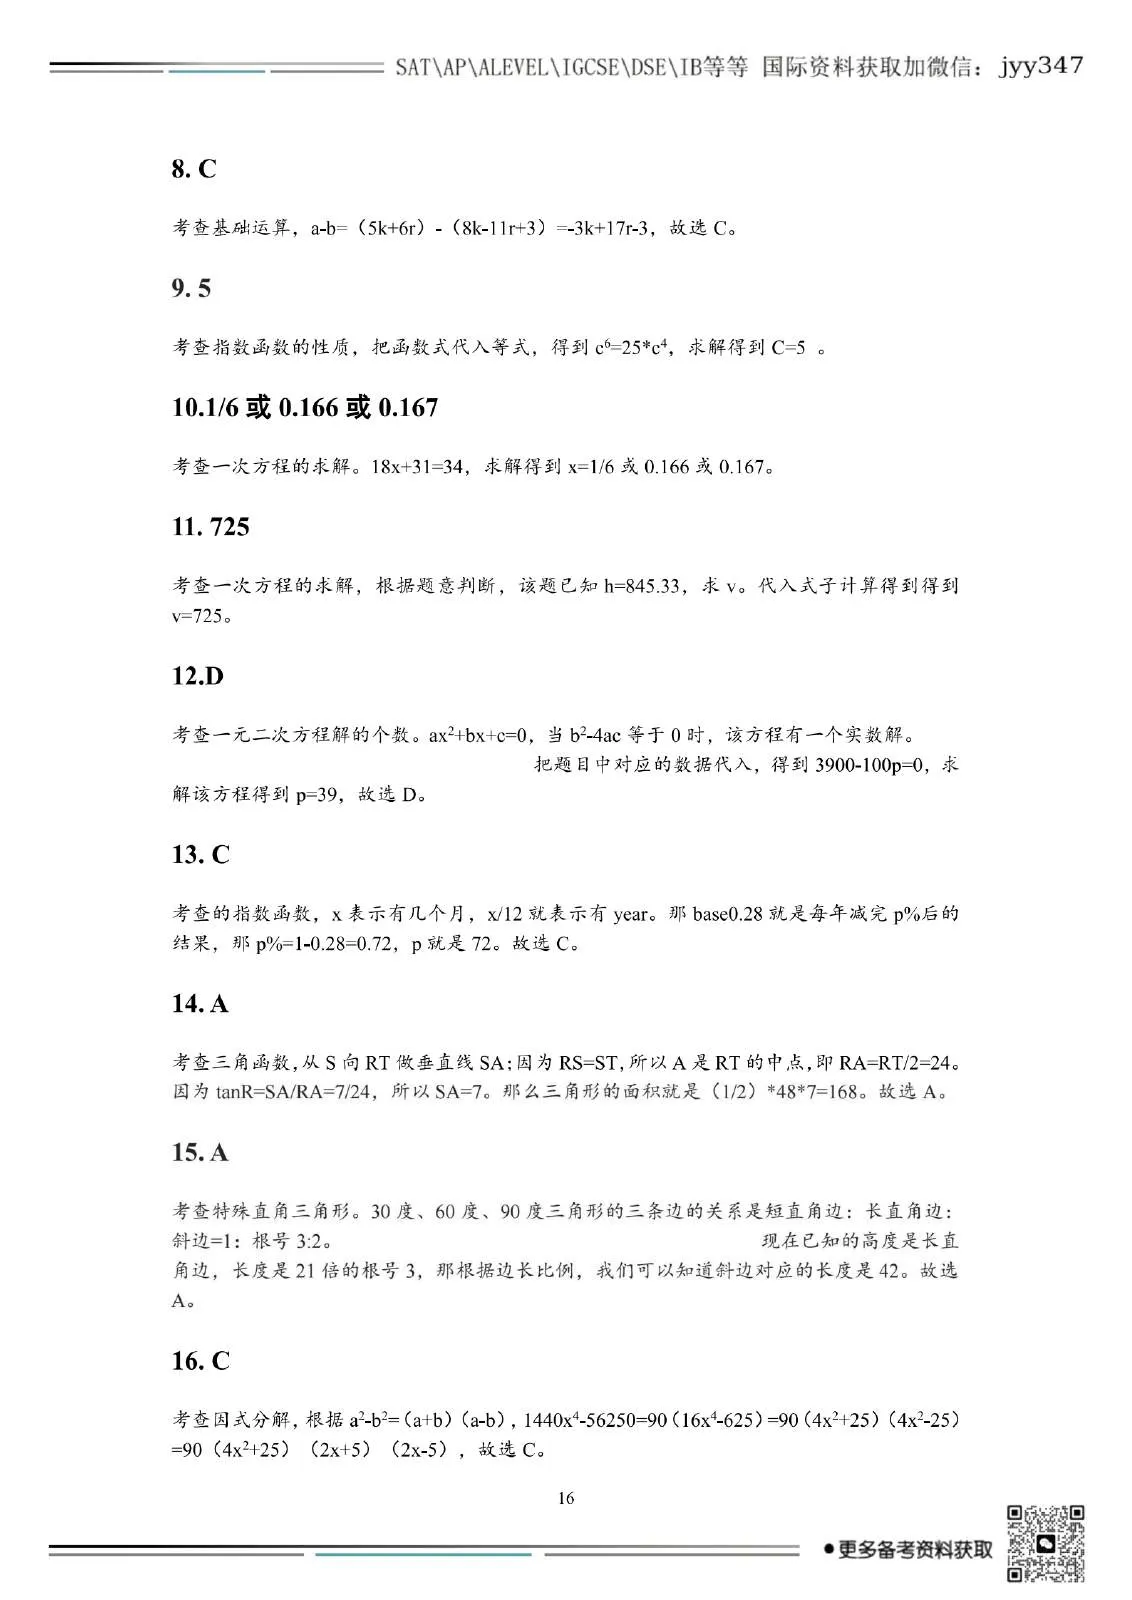 SAT\AP\ALEVEL\IGCSE\DSE\IB等等 国际资料获取加微信：jyy347
8. C
考查基础运算，a-b=（5k+6r）-（8k-11r+3）=-3k+17r-3，故选 C。
9. 5
考查指数函数的性质，把函数式代入等式，得到 c⁶=25*c⁴，求解得到 C=5 。
10.1/6 或 0.166 或 0.167
考查一次方程的求解。18x+31=34，求解得到 x=1/6 或 0.166 或 0.167。
11. 725
考查一次方程的求解，根据题意判断，该题已知 h=845.33，求 v。代入式子计算得到得到
v=725。
12.D
考查一元二次方程解的个数。ax²+bx+c=0，当 b²-4ac 等于 0 时，该方程有一个实数解。
把题目中对应的数据代入，得到 3900-100p=0，求
解该方程得到 p=39，故选 D。
13. C
考查的指数函数，x 表示有几个月，x/12 就表示有 year。那 base0.28 就是每年减完 p%后的
结果，那 p%=1-0.28=0.72，p 就是 72。故选 C。
14. A
考查三角函数,从 S 向 RT 做垂直线 SA;因为 RS=ST,所以 A 是 RT 的中点,即 RA=RT/2=24。
因为 tanR=SA/RA=7/24，所以 SA=7。那么三角形的面积就是（1/2）*48*7=168。故选 A。
15. A
考查特殊直角三角形。30 度、60 度、90 度三角形的三条边的关系是短直角边：长直角边：
斜边=1：根号 3:2。 现在已知的高度是长直
角边，长度是 21 倍的根号 3，那根据边长比例，我们可以知道斜边对应的长度是 42。故选
A。
16. C
考查因式分解,根据 a²-b²=（a+b）（a-b）, 1440x⁴-56250=90（16x⁴-625）=90（4x²+25）（4x²-25）
=90（4x²+25）（2x+5）（2x-5），故选 C。
16
●更多备考资料获取